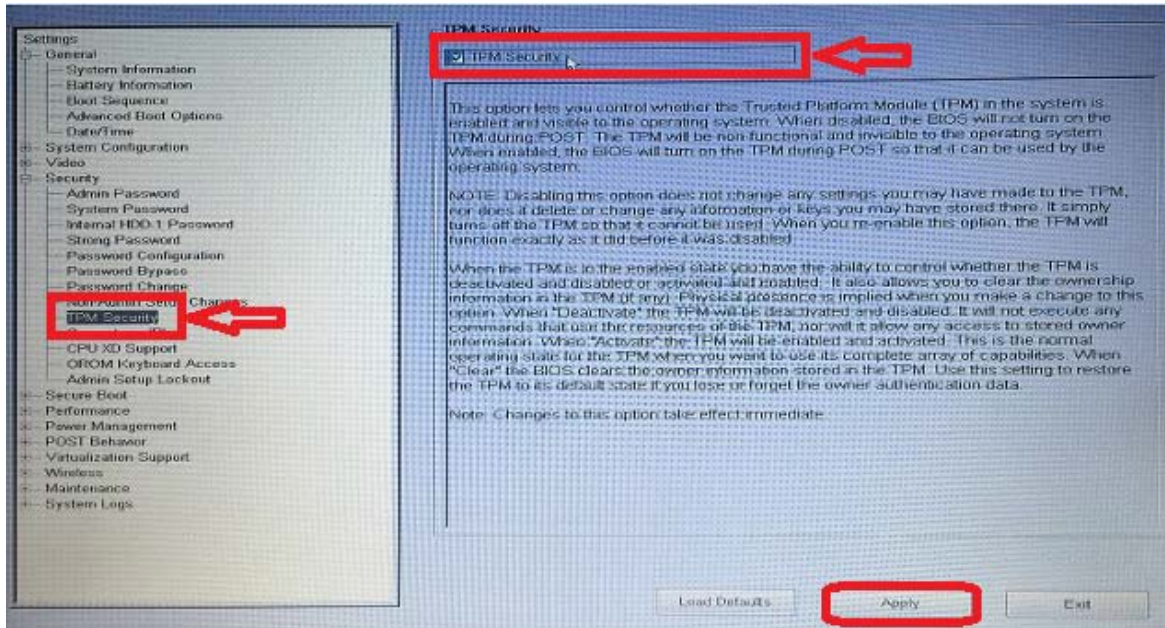 Settings
General
System Information
Battery Information
Boot Sequence
Advanced Boot Options
Date/Time
System Configuration
Video
Security
Admin Password
System Password
Internal HDD-1 Password
Strong Password
Password Configuration
Password Bypass
Password Change
Non-Admin Setup Changes
TPM Security
CPU XD Support
OROM Keyboard Access
Admin Setup Lockout
Secure Boot
Performance
Power Management
POST Behavior
Virtualization Support
Wireless
Maintenance
System Logs
TPM Security
TPM Security
This option lets you control whether the Trusted Platform Module (TPM) in the system is
enabled and visible to the operating system. When disabled, the BIOS will not turn on the
TPM during POST. The TPM will be non-functional and invisible to the operating system.
When enabled, the BIOS will turn on the TPM during POST so that it can be used by the
operating system.
NOTE: Disabling this option does not change any settings you may have made to the TPM,
nor does it delete or change any information or keys you may have stored there. It simply
turns off the TPM so that it cannot be used. When you re-enable this option, the TPM will
function exactly as it did before it was disabled.
When the TPM is in the enabled state you have the ability to control whether the TPM is
deactivated and disabled or activated and enabled. It also allows you to clear the ownership
information in the TPM (if any). Physical presence is implied when you make a change to this
option. When "Deactivate" the TPM will be deactivated and disabled. It will not execute any
commands that use the resources of the TPM, nor will it allow any access to stored owner
information. When "Activate" the TPM will be enabled and activated. This is the normal
operating state for the TPM when you want to use its complete array of capabilities. When
"Clear" the BIOS clears the owner information stored in the TPM. Use this setting to restore
the TPM to its default state if you lose or forget the owner authentication data.
Note: Changes to this option take effect immediate
Load Defaults
Apply
Exit